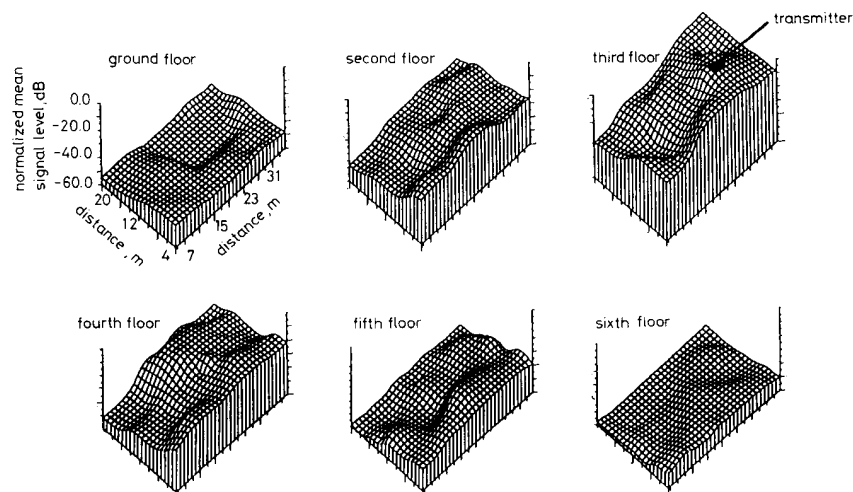 transmitter
ground floor
second floor
third floor
normalized mean
signal level, dB
0.0
-20.0
-40.0
-60.0
20
12
4
distance, m
7
15
23
31
distance, m
fourth floor
fifth floor
sixth floor